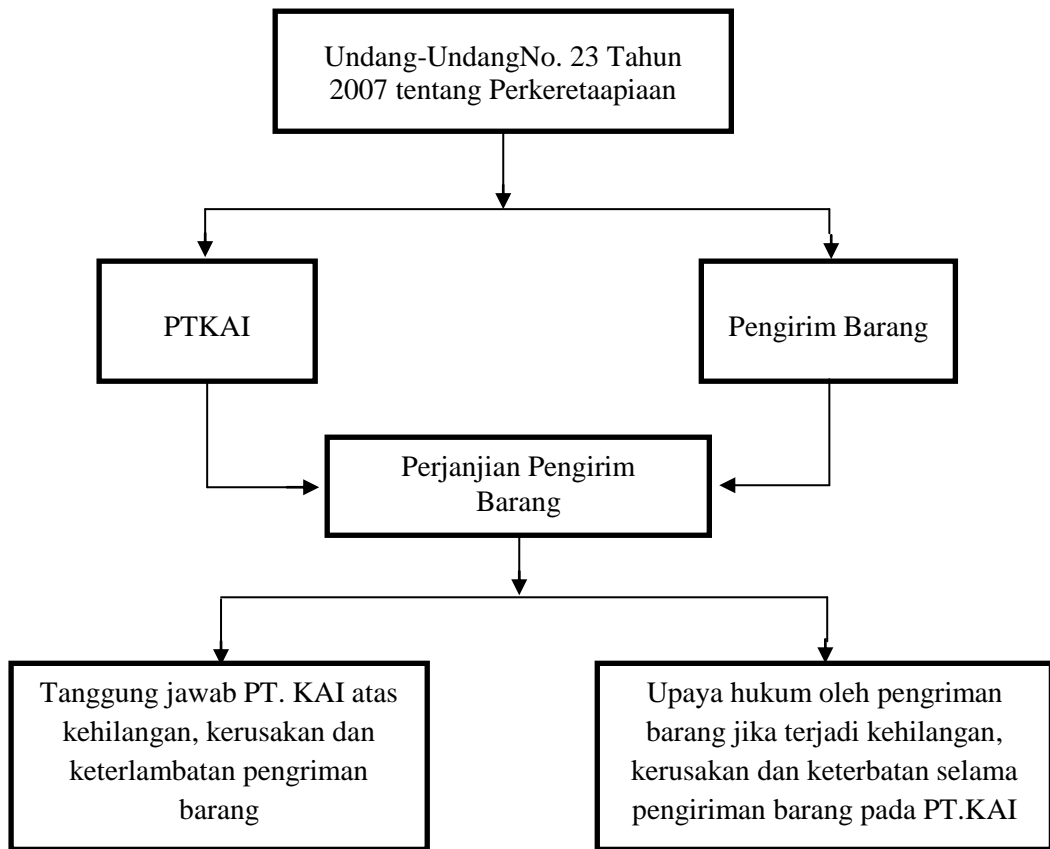 Undang-UndangNo. 23 Tahun
2007 tentang Perkeretaapiaan
PTKAI
Pengirim Barang
Perjanjian Pengirim
Barang
Tanggung jawab PT. KAI atas
kehilangan, kerusakan dan
keterlambatan pengriman
barang
Upaya hukum oleh pengriman
barang jika terjadi kehilangan,
kerusakan dan keterbatan selama
pengiriman barang pada PT.KAI